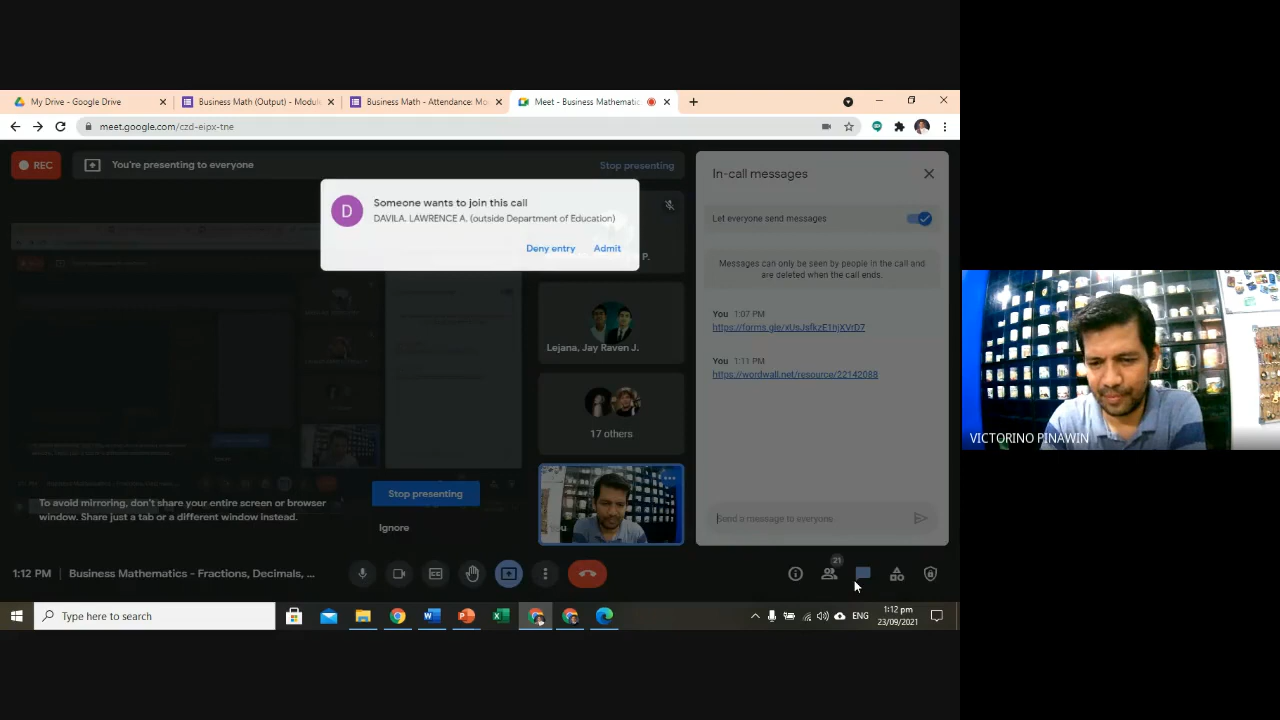 My Drive - Google Drive
Business Math (Output) - Modul
Business Math - Attendance: Mo
Meet - Business Mathematic
meet.google.com/czd-eipx-tne
REC
You're presenting to everyone
Stop presenting
Someone wants to join this call
DAVILA. LAWRENCE A. (outside Department of Education)
D
Deny entry
Admit
P.
Lejana, Jay Raven J.
17 others
You
To avoid mirroring, don't share your entire screen or browser
window. Share just a tab or a different window instead.
Stop presenting
Ignore
In-call messages
Let everyone send messages
Messages can only be seen by people in the call and
are deleted when the call ends.
You 1:07 PM
https://forms.gle/xUsJsfkzE1hjXVrD7
You 1:11 PM
https://wordwall.net/resource/22142088
Send a message to everyone
1:12 PM | Business Mathematics - Fractions, Decimals, ...
21
Type here to search
ENG
1:12 pm
23/09/2021
VICTORINO PINAWIN